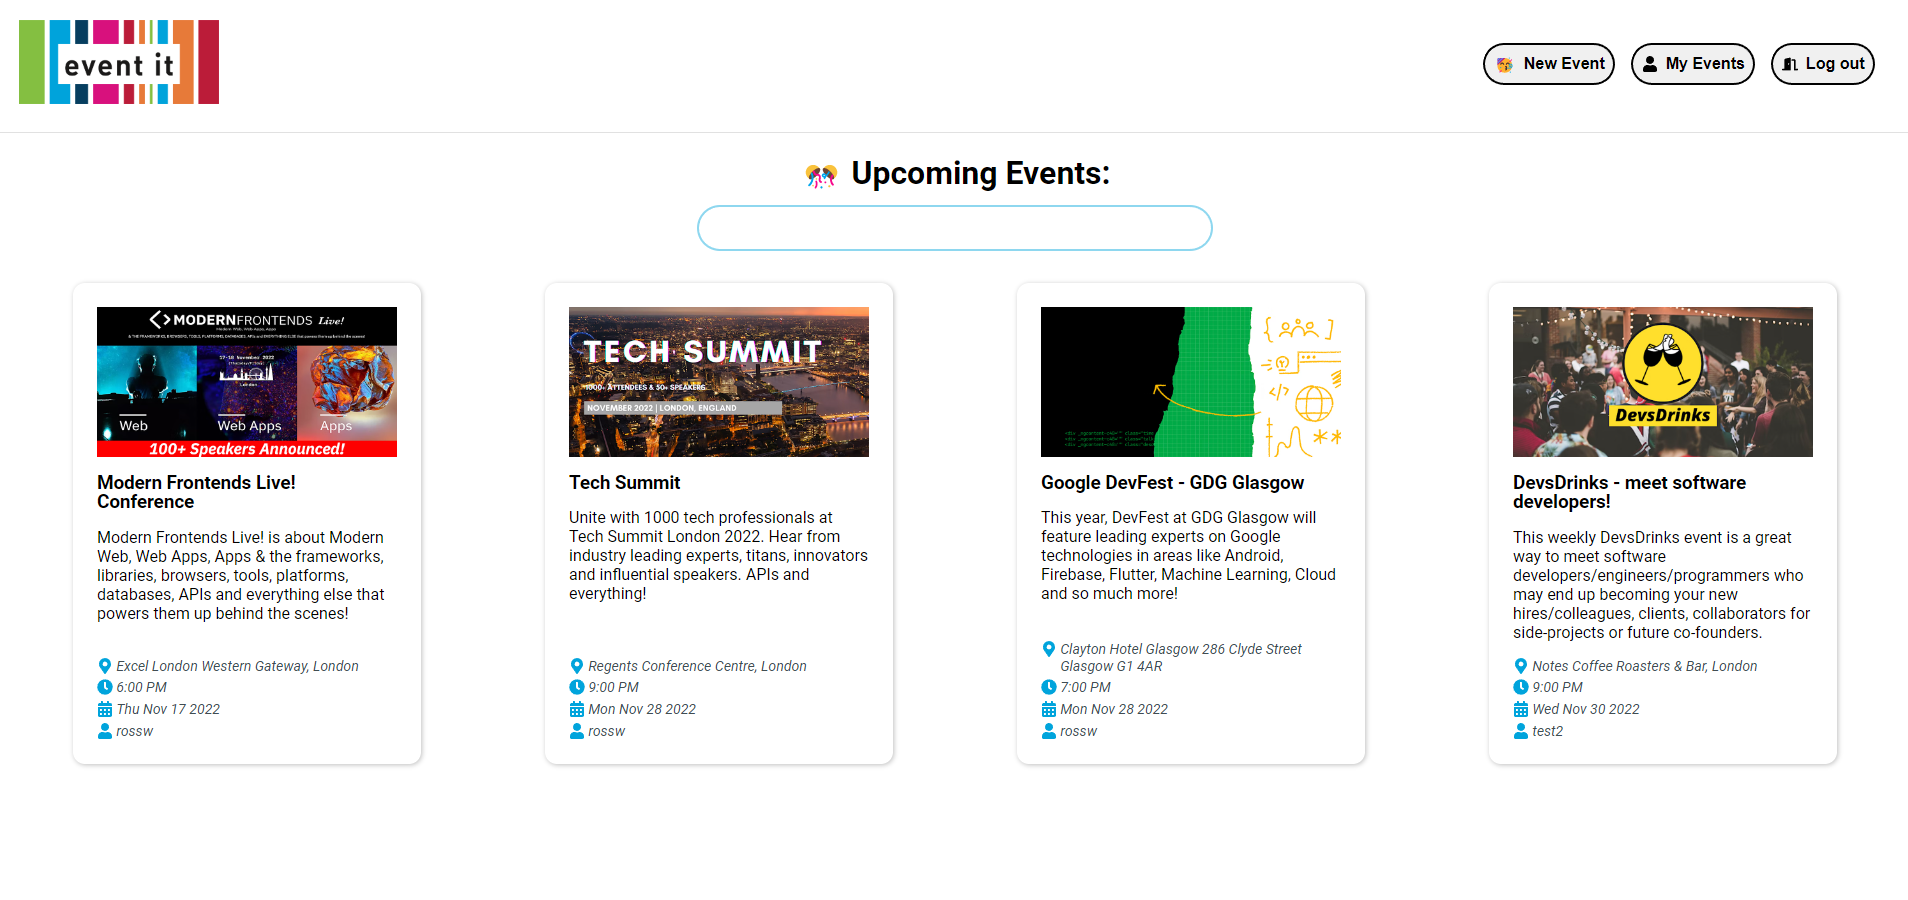 event it
New Event
My Events
Log out
Upcoming Events:
MODERNFRONTENDS Live!
Modern Web, Web Apps, Apps
17-18 November 2022
London
Web
Web Apps
Apps
100+ Speakers Announced!
Modern Frontends Live!
Conference
Modern Frontends Live! is about Modern
Web, Web Apps, Apps & the frameworks,
libraries, browsers, tools, platforms,
databases, APIs and everything else that
powers them up behind the scenes!
Excel London Western Gateway, London
6:00 PM
Thu Nov 17 2022
rossw
TECH SUMMIT
1000+ ATTENDEES & 50+ SPEAKERS
NOVEMBER 2022 | LONDON, ENGLAND
Tech Summit
Unite with 1000 tech professionals at
Tech Summit London 2022. Hear from
industry leading experts, titans, innovators
and influential speakers. APIs and
everything!
Regents Conference Centre, London
9:00 PM
Mon Nov 28 2022
rossw
Google DevFest - GDG Glasgow
This year, DevFest at GDG Glasgow will
feature leading experts on Google
technologies in areas like Android,
Firebase, Flutter, Machine Learning, Cloud
and so much more!
Clayton Hotel Glasgow 286 Clyde Street
Glasgow G1 4AR
7:00 PM
Mon Nov 28 2022
rossw
DevsDrinks
DevsDrinks - meet software
developers!
This weekly DevsDrinks event is a great
way to meet software
developers/engineers/programmers who
may end up becoming your new
hires/colleagues, clients, collaborators for
side-projects or future co-founders.
Notes Coffee Roasters & Bar, London
9:00 PM
Wed Nov 30 2022
test2